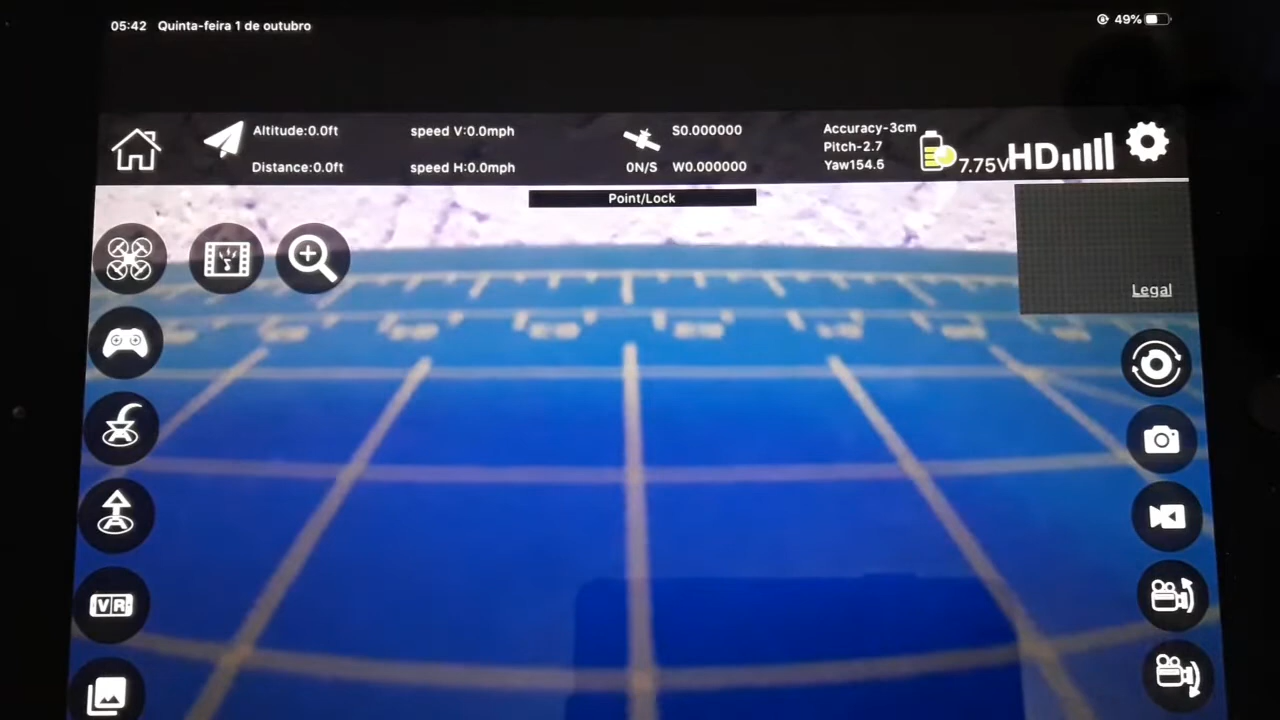 05:42 Quinta-feira 1 de outubro
49%
Altitude:0.0ft
speed V:0.0mph
S0.000000
Accuracy-3cm
Pitch-2.7
Distance:0.0ft
speed H:0.0mph
0N/S
W0.000000
Yaw154.6
7.75V
HD
Point/Lock
Legal
VR